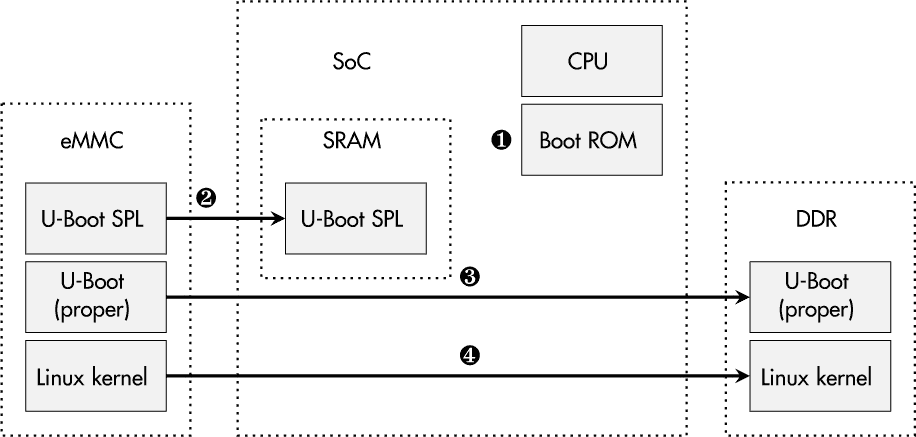 SoC
CPU
eMMC
SRAM
❶
Boot ROM
❷
U-Boot SPL
U-Boot SPL
DDR
❸
U-Boot
(proper)
U-Boot
(proper)
❹
Linux kernel
Linux kernel